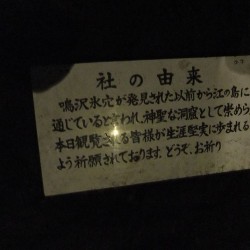 社の由来
鳴沢氷穴が発見された以前から江の島に
通じていると云われ、神聖な洞窟として崇めら
本日観覧される皆様が生涯堅実に歩まれる
よう祈願されております。どうぞ、お祈り